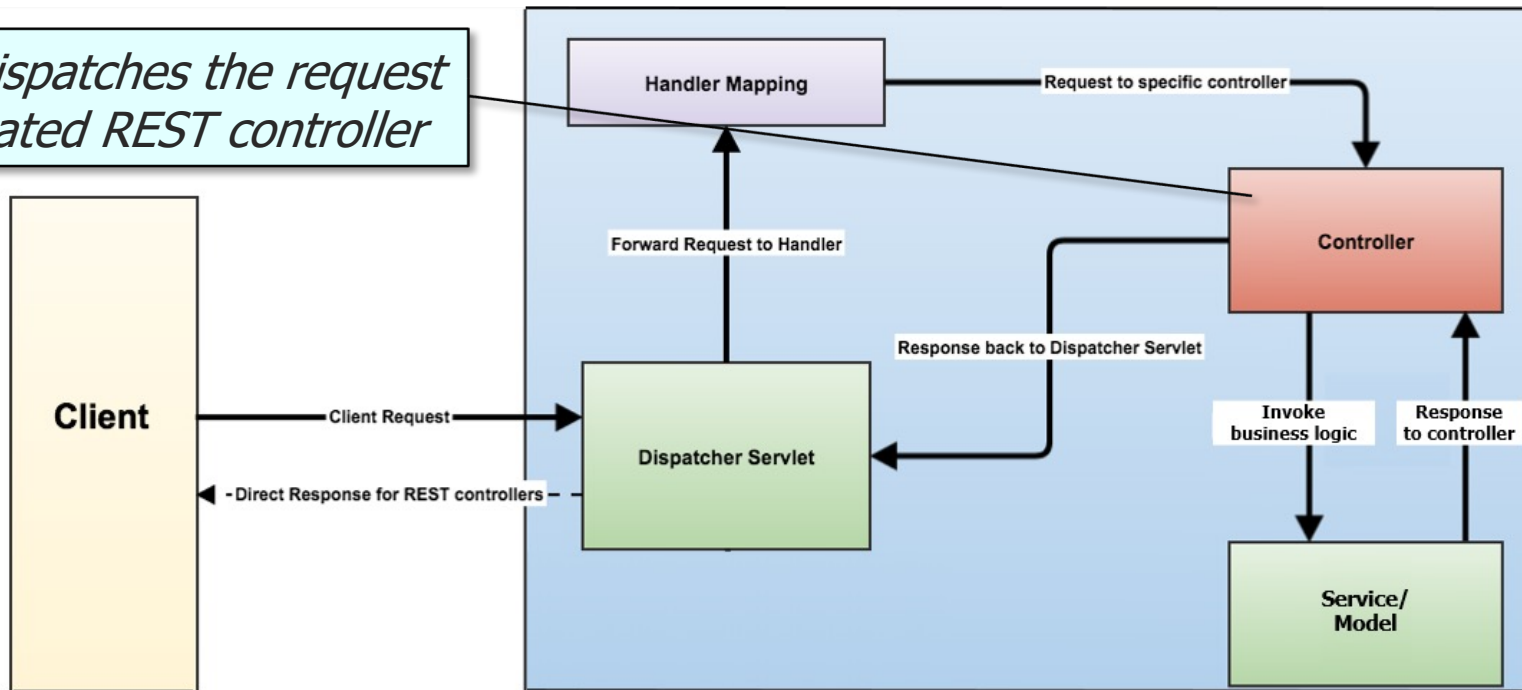 ispatches the request
ated REST controller
Handler Mapping
Request to specific controller
Forward Request to Handler
Controller
Response back to Dispatcher Servlet
Client
Client Request
Dispatcher Servlet
Direct Response for REST controllers
Invoke
business logic
Response
to controller
Service/
Model